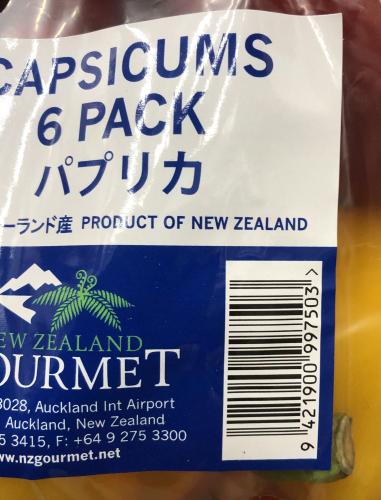 CAPSICUMS
6 PACK
パプリカ
ーランド産 PRODUCT OF NEW ZEALAND
NEW ZEALAND
GOURMET
3028, Auckland Int Airport
Auckland, New Zealand
5 3415, F: +64 9 275 3300
www.nzgourmet.net
9 421900 997503 >